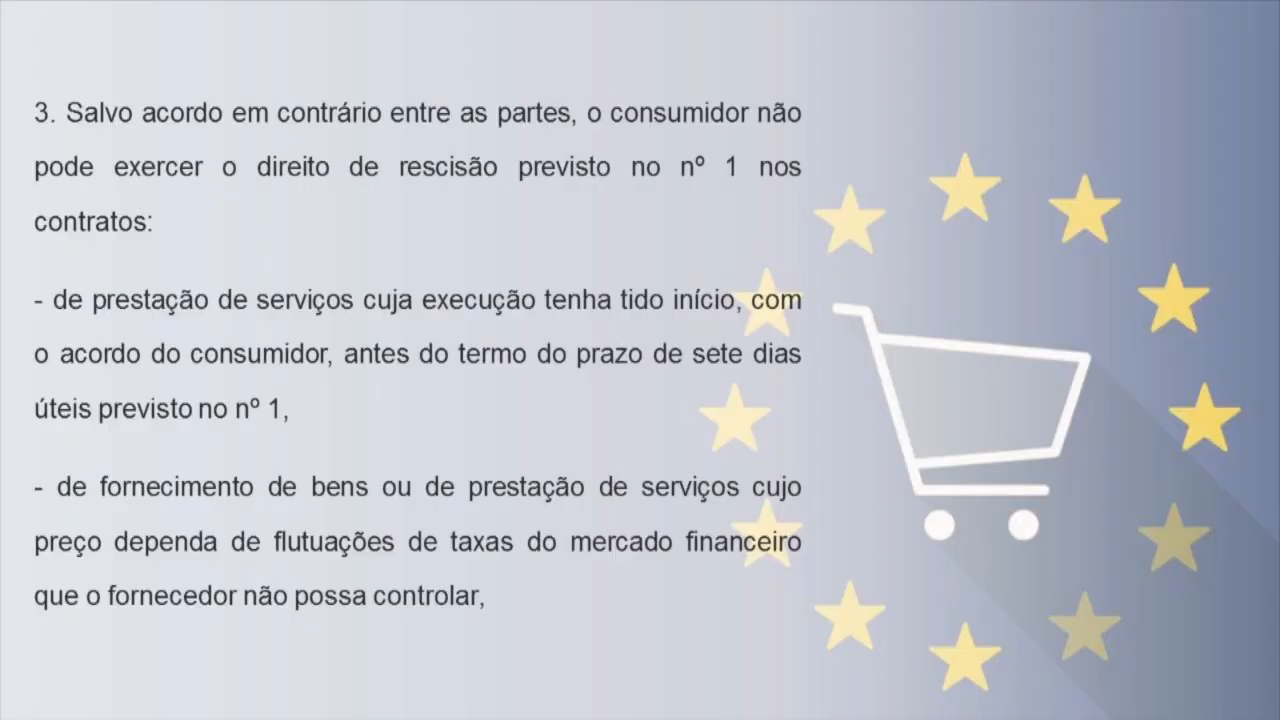 3. Salvo acordo em contrário entre as partes, o consumidor não
pode exercer o direito de rescisão previsto no nº 1 nos
contratos:
- de prestação de serviços cuja execução tenha tido início, com
o acordo do consumidor, antes do termo do prazo de sete dias
úteis previsto no nº 1,
- de fornecimento de bens ou de prestação de serviços cujo
preço dependa de flutuações de taxas do mercado financeiro
que o fornecedor não possa controlar,